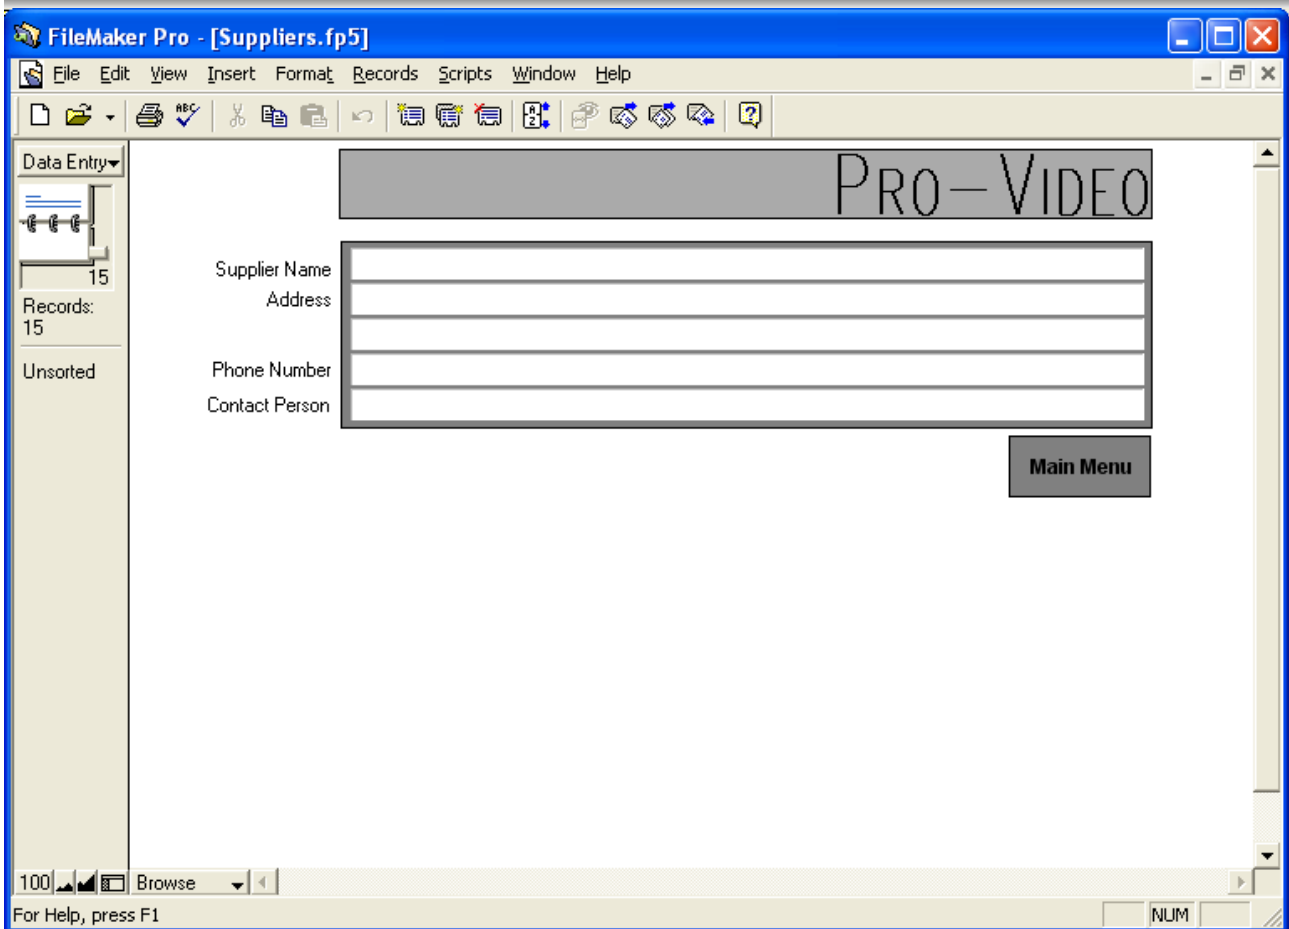 FileMaker Pro - [Suppliers.fp5]
File Edit View Insert Format Records Scripts Window Help
ABC
Data Entry
PRO-VIDEO
15
Records:
15
Unsorted
Supplier Name
Address
Phone Number
Contact Person
Main Menu
100 Browse
For Help, press F1
NUM